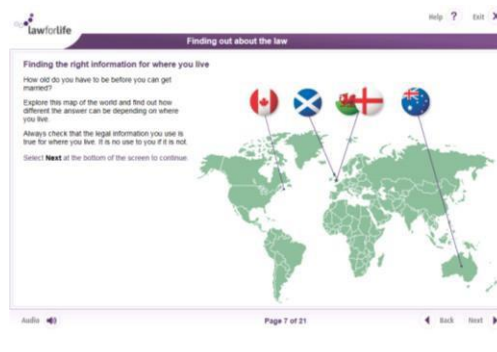 lawforlife
Help ? Exit X
Finding out about the law
Finding the right information for where you live
How old do you have to be before you can get
married?
Explore this map of the world and find out how
different the answer can be depending on where
you live.
Always check that the legal information you use is
true for where you live. It is no use to you if it is not.
Select Next at the bottom of the screen to continue
Audio
Page 7 of 21
Back Next